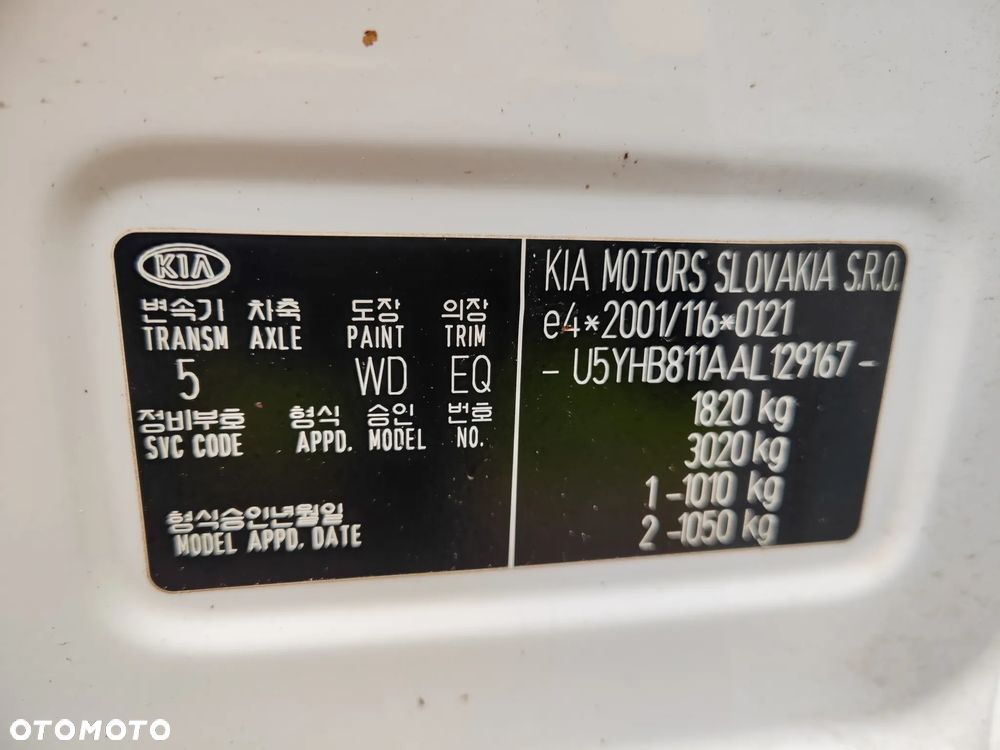 KIA
변속기 차축 도장 의장
TRANSM AXLE PAINT TRIM
5 WD EQ
정비부호 형식 승인 번호
SVC CODE APPD. MODEL NO.
형식승인년월일
MODEL APPD. DATE
KIA MOTORS SLOVAKIA S.R.O.
e4*2001/116*0121
- U5YHB811AAL129167 -
1820 kg
3020 kg
1 -1010 kg
2 -1050 kg
OTOMOTO